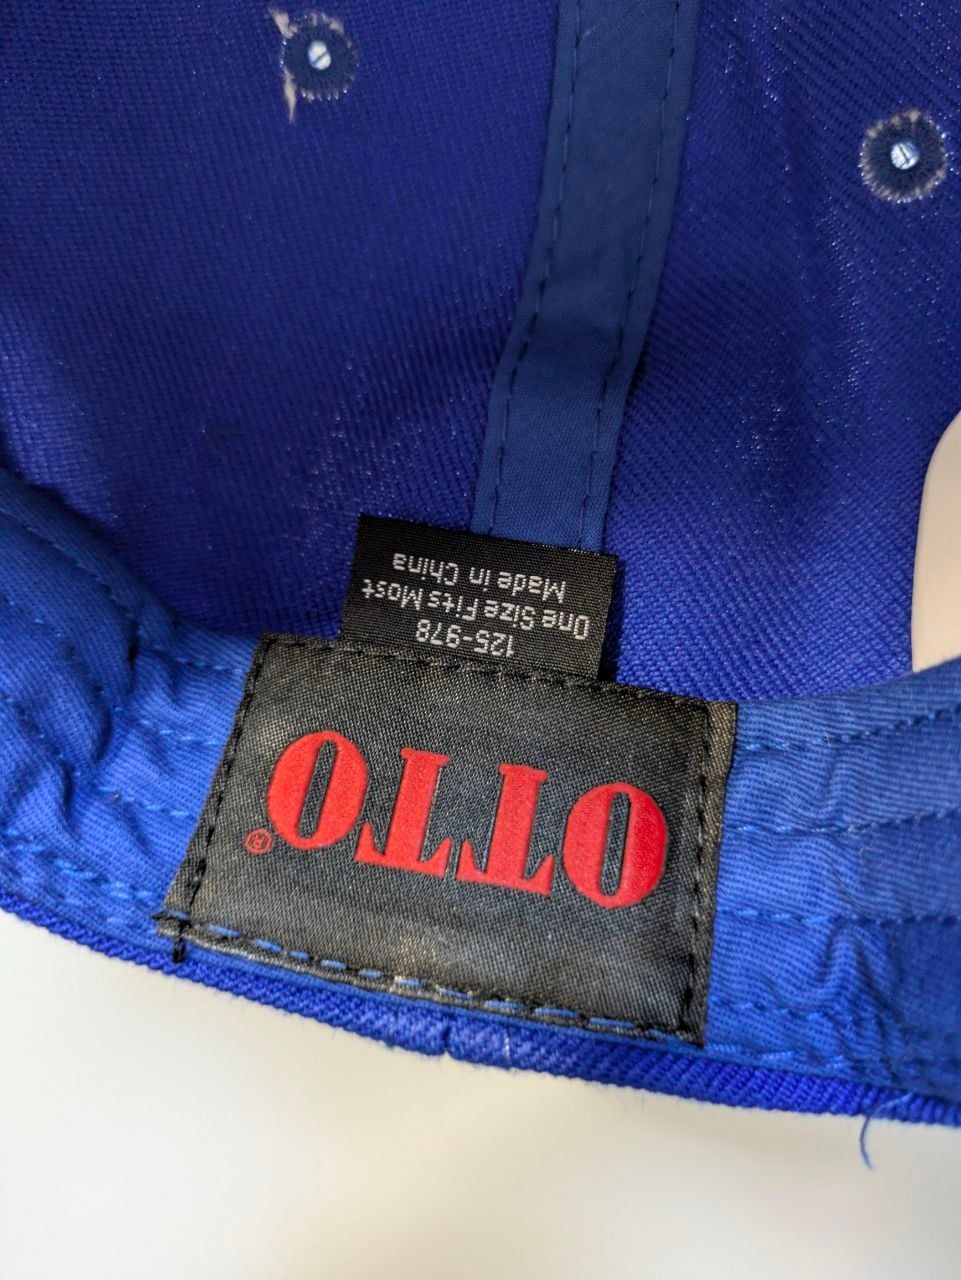 OTTO®
125-978
One Size Fits Most
Made in China